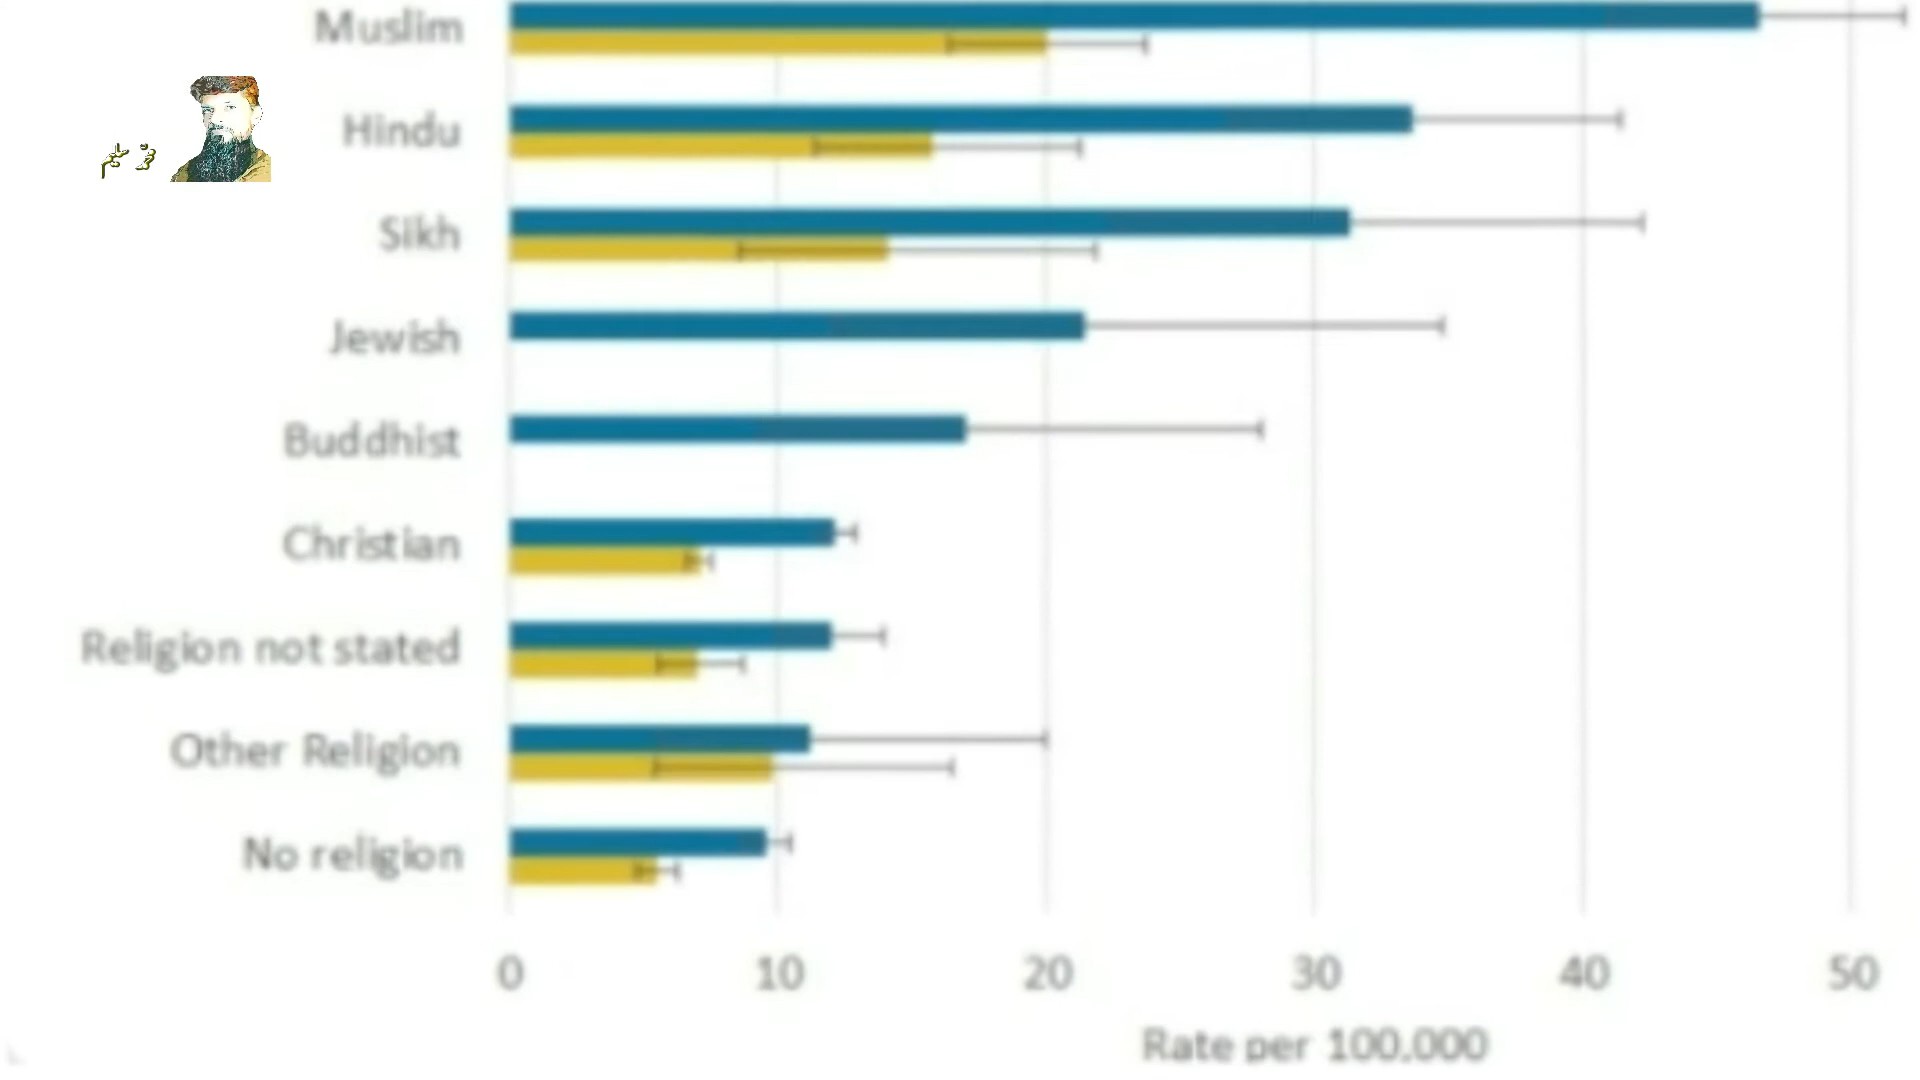 Muslim
Hindu
Sikh
Jewish
Buddhist
Christian
Religion not stated
Other Religion
No religion
0 10 20 30 40 50
Rate per 100,000